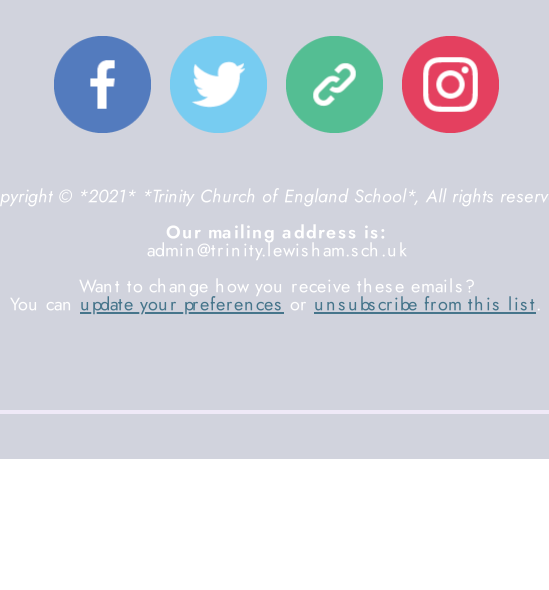 pyright © *2021* *Trinity Church of England School*, All rights reserv
Our mailing address is:
admin@trinity.lewisham.sch.uk
Want to change how you receive these emails?
You can update your preferences or unsubscribe from this list.